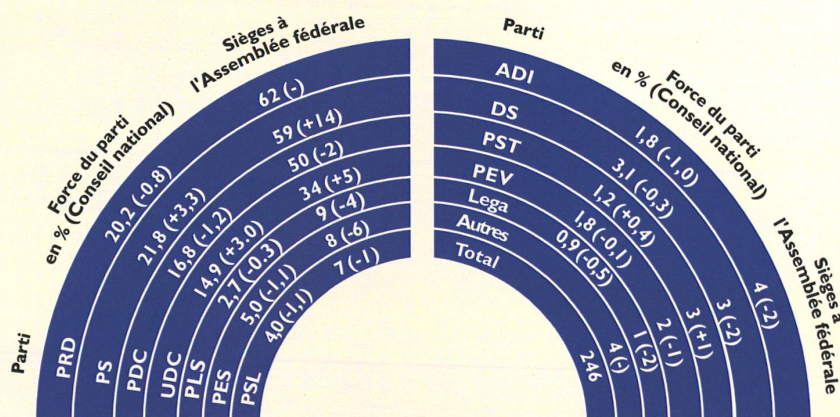 Parti
Force du parti
en % (Conseil national)
Sièges à
l'Assemblée fédérale
PRD 20,2 (-0.8) 62 (-)
PS 21,8 (+3,3) 59 (+14)
PDC 16,8 (-1,2) 50 (-2)
UDC 14,9 (+3.0) 34 (+5)
PLS 2,7 (-0,3) 9 (-4)
PES 5,0 (-1,1) 8 (-6)
PSL 4,0 (-1,1) 7 (-1)
Parti
Force du parti
en % (Conseil national)
Sièges à
l'Assemblée fédérale
ADI 1,8 (-1,0) 4 (-2)
DS 3,1 (-0,3) 3 (-2)
PST 1,2 (+0,4) 3 (+1)
PEV 1,8 (-0,1) 2 (-1)
Lega 0,9 (-0,5) 1 (-2)
Autres 4 (-)
Total 246